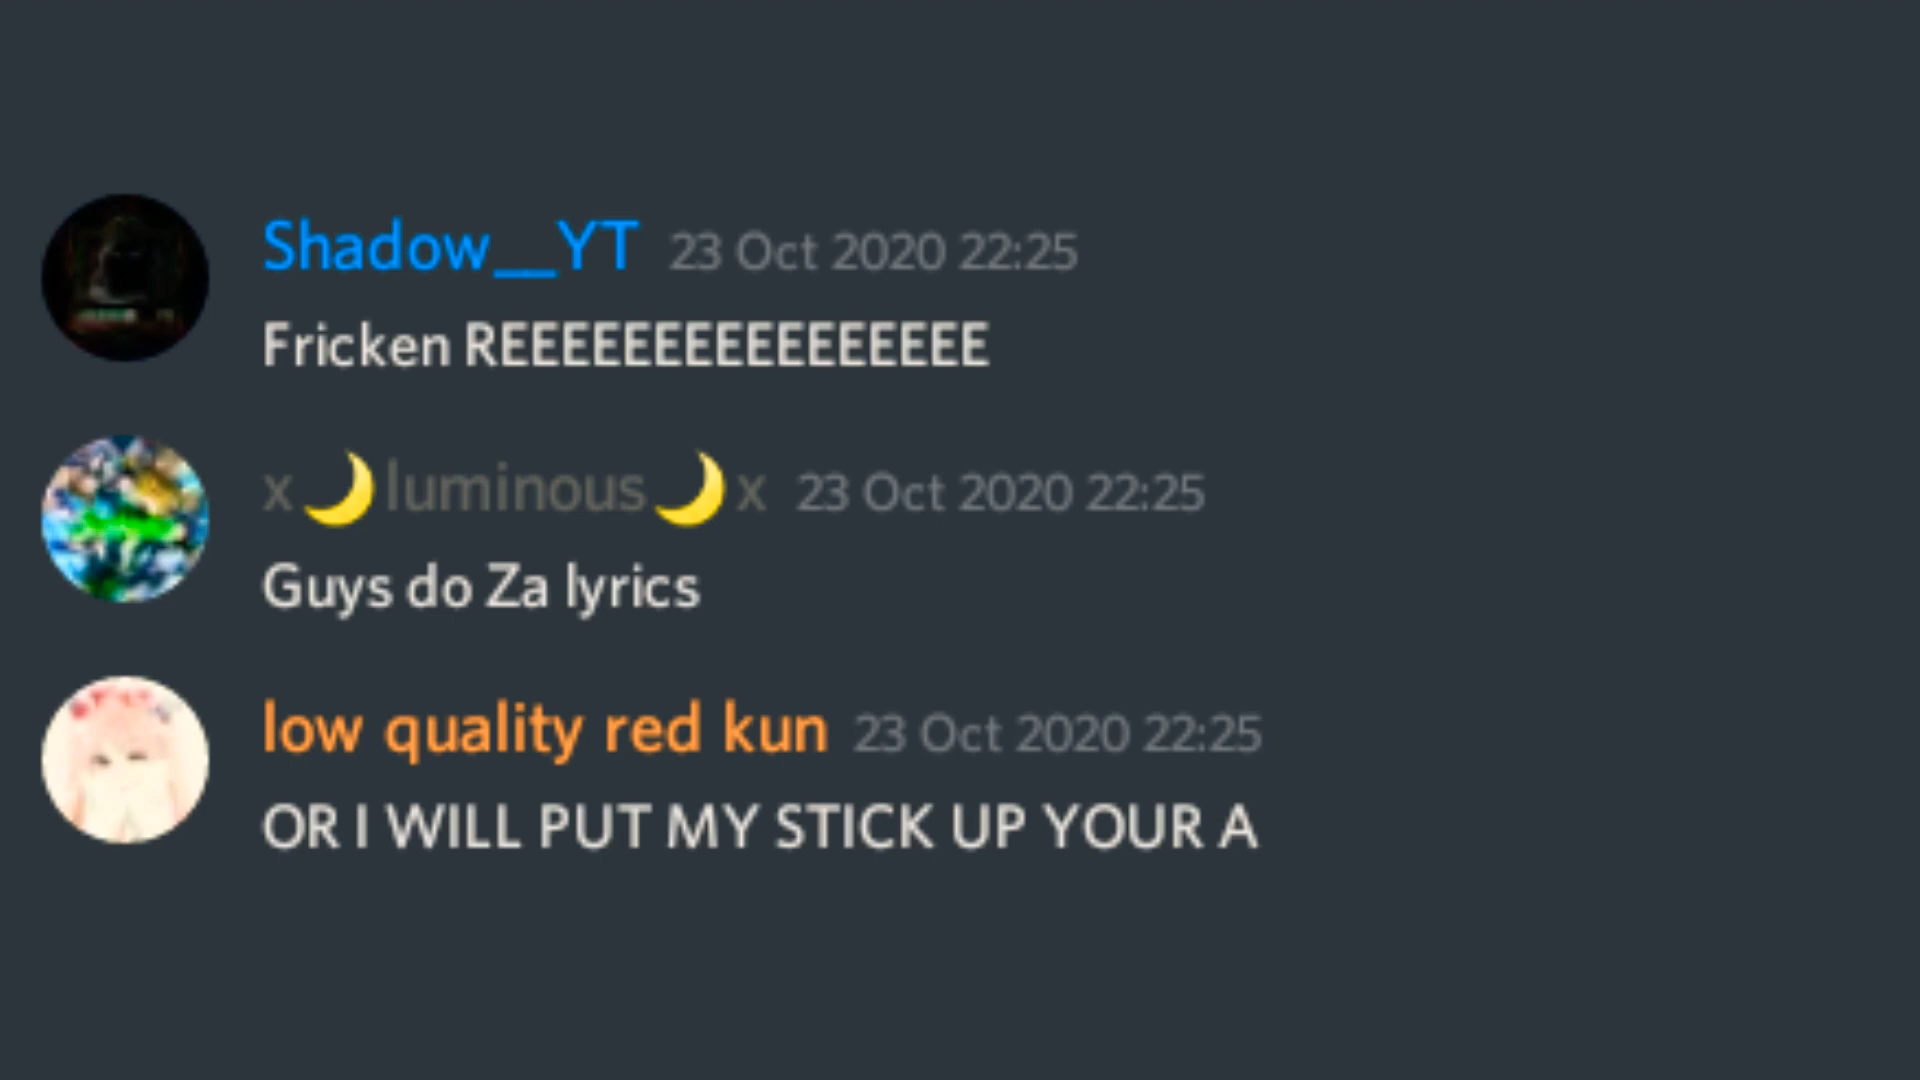 Shadow__YT 23 Oct 2020 22:25
Fricken REEEEEEEEEEEEEEEE
x🌙luminous🌙x 23 Oct 2020 22:25
Guys do Za lyrics
low quality red kun 23 Oct 2020 22:25
OR I WILL PUT MY STICK UP YOUR A